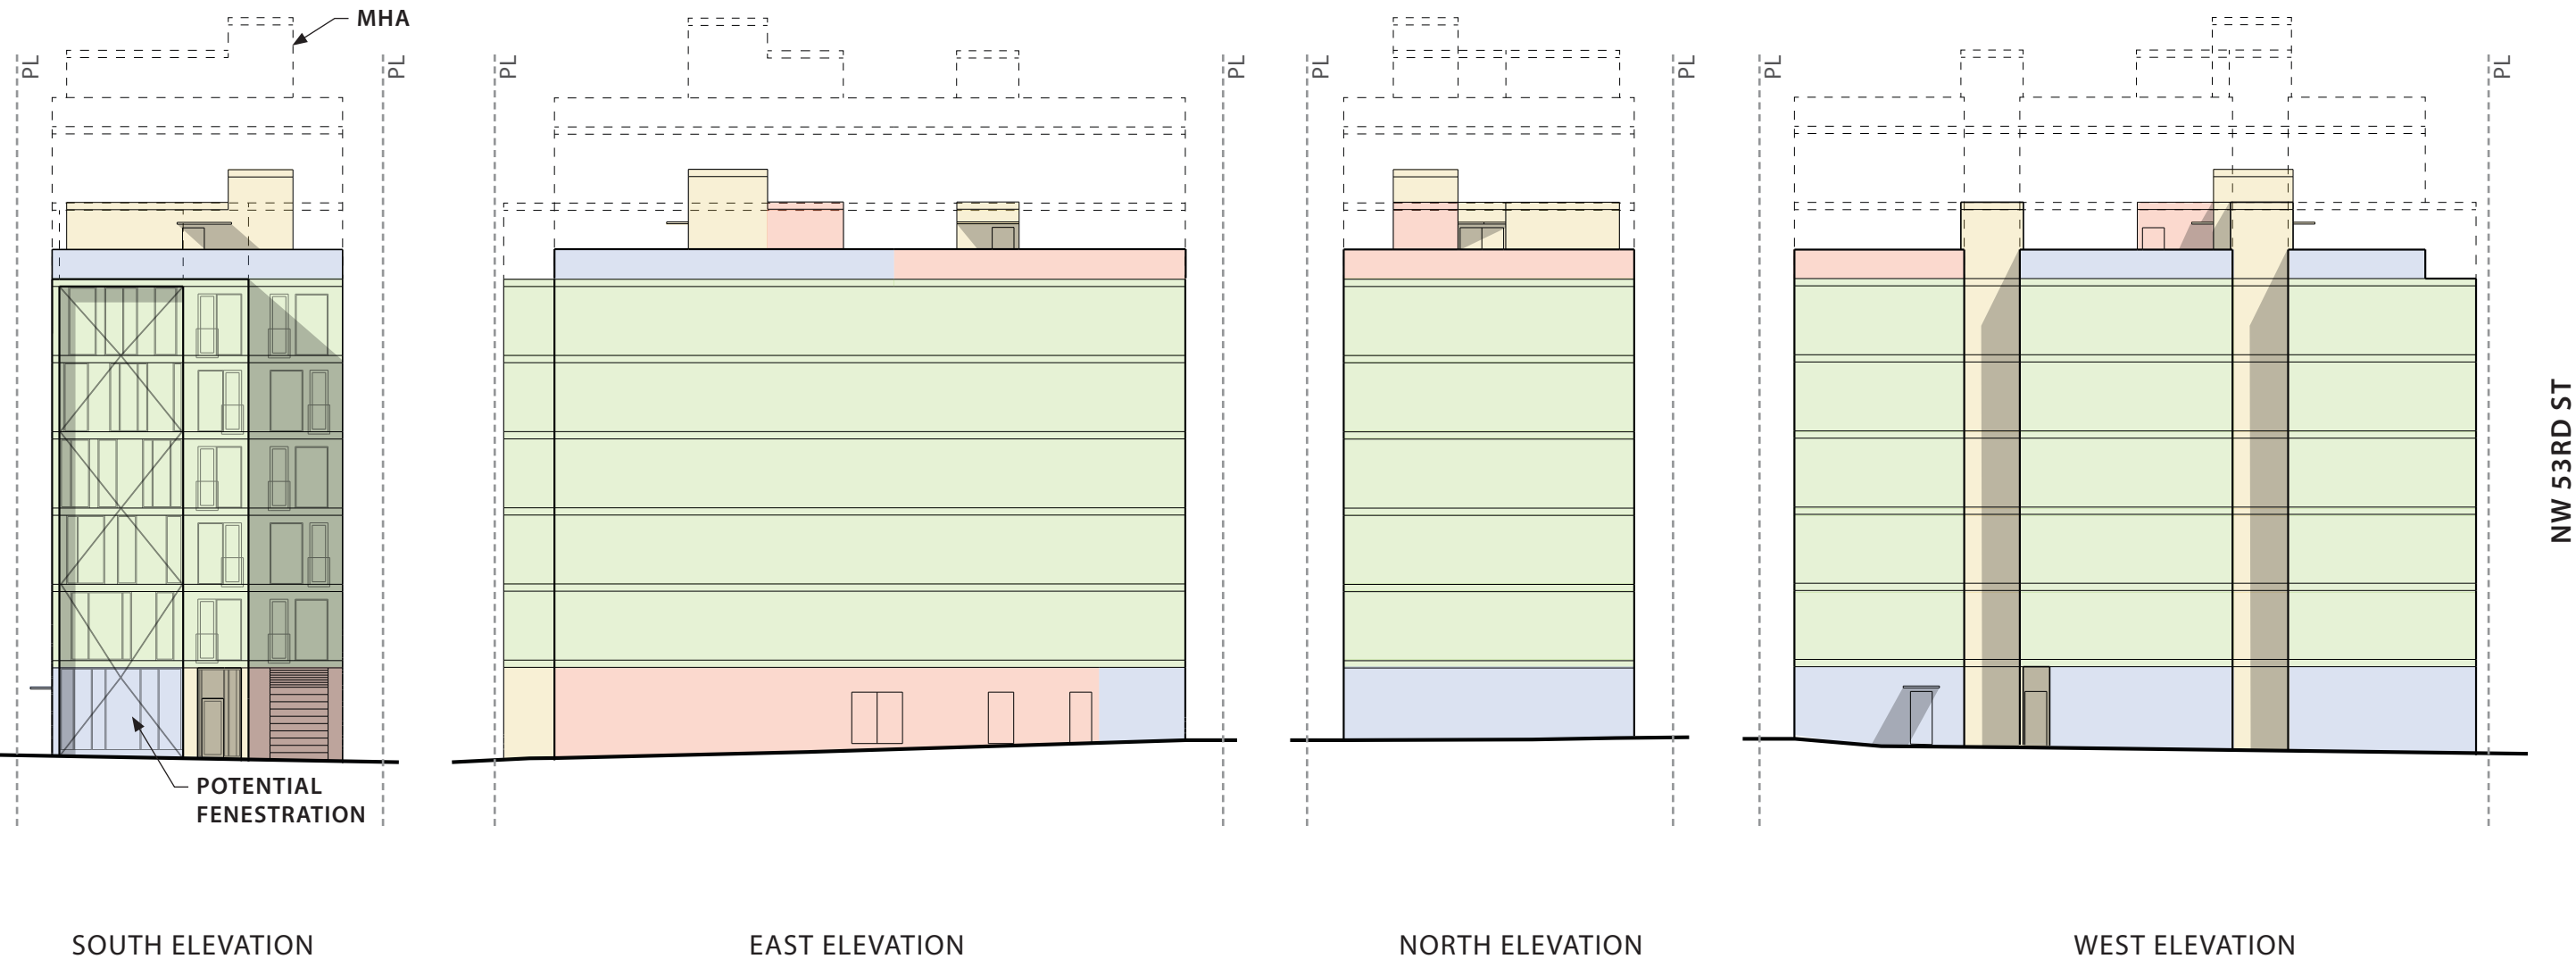 MHA
PL
PL
PL
PL
PL
PL
PL
PL
NW 53RD ST
POTENTIAL
FENESTRATION
SOUTH ELEVATION
EAST ELEVATION
NORTH ELEVATION
WEST ELEVATION